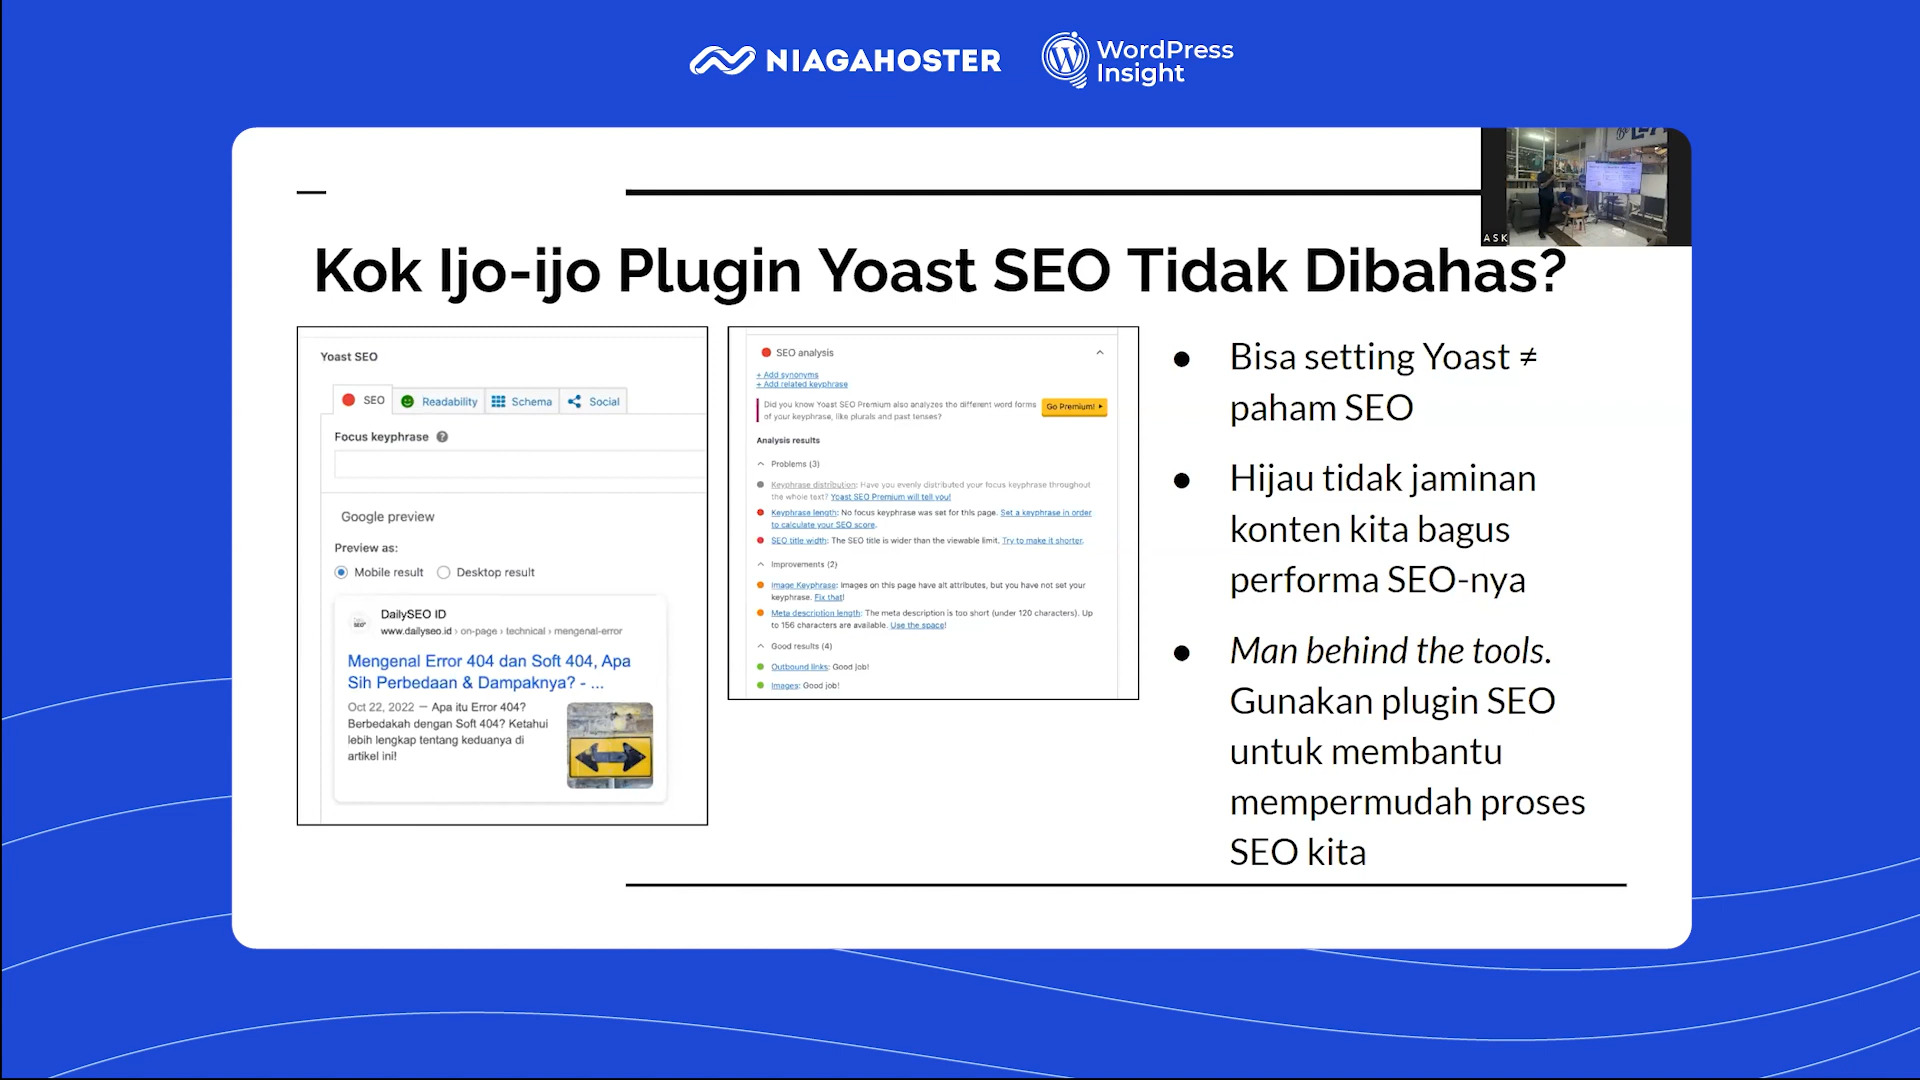 NIAGAHOSTER
WordPress
Insight
ASK
Kok Ijo-ijo Plugin Yoast SEO Tidak Dibahas?
Yoast SEO
SEO
Readability
Schema
Social
Focus keyphrase
Google preview
Preview as:
Mobile result
Desktop result
DailySEO ID
www.dailyseo.id › on-page › technical › mengenal-error
Mengenal Error 404 dan Soft 404, Apa
Sih Perbedaan & Dampaknya? - ...
Oct 22, 2022 — Apa itu Error 404?
Berbedakah dengan Soft 404? Ketahui
lebih lengkap tentang keduanya di
artikel ini!
SEO analysis
+ Add synonyms
+ Add related keyphrase
Did you know Yoast SEO Premium also analyzes the different word forms
of your keyphrase, like plurals and past tenses?
Go Premium!
Analysis results
Problems (3)
Keyphrase distribution: Have you evenly distributed your focus keyphrase throughout
the whole text? Yoast SEO Premium will tell you!
Keyphrase length: No focus keyphrase was set for this page. Set a keyphrase in order
to calculate your SEO score.
SEO title width: The SEO title is wider than the viewable limit. Try to make it shorter.
Improvements (2)
Image Keyphrase: Images on this page have alt attributes, but you have not set your
keyphrase. Fix that!
Meta description length: The meta description is too short (under 120 characters). Up
to 156 characters are available. Use the space!
Good results (4)
Outbound links: Good job!
Images: Good job!
● Bisa setting Yoast ≠
paham SEO
● Hijau tidak jaminan
konten kita bagus
performa SEO-nya
● Man behind the tools.
Gunakan plugin SEO
untuk membantu
mempermudah proses
SEO kita